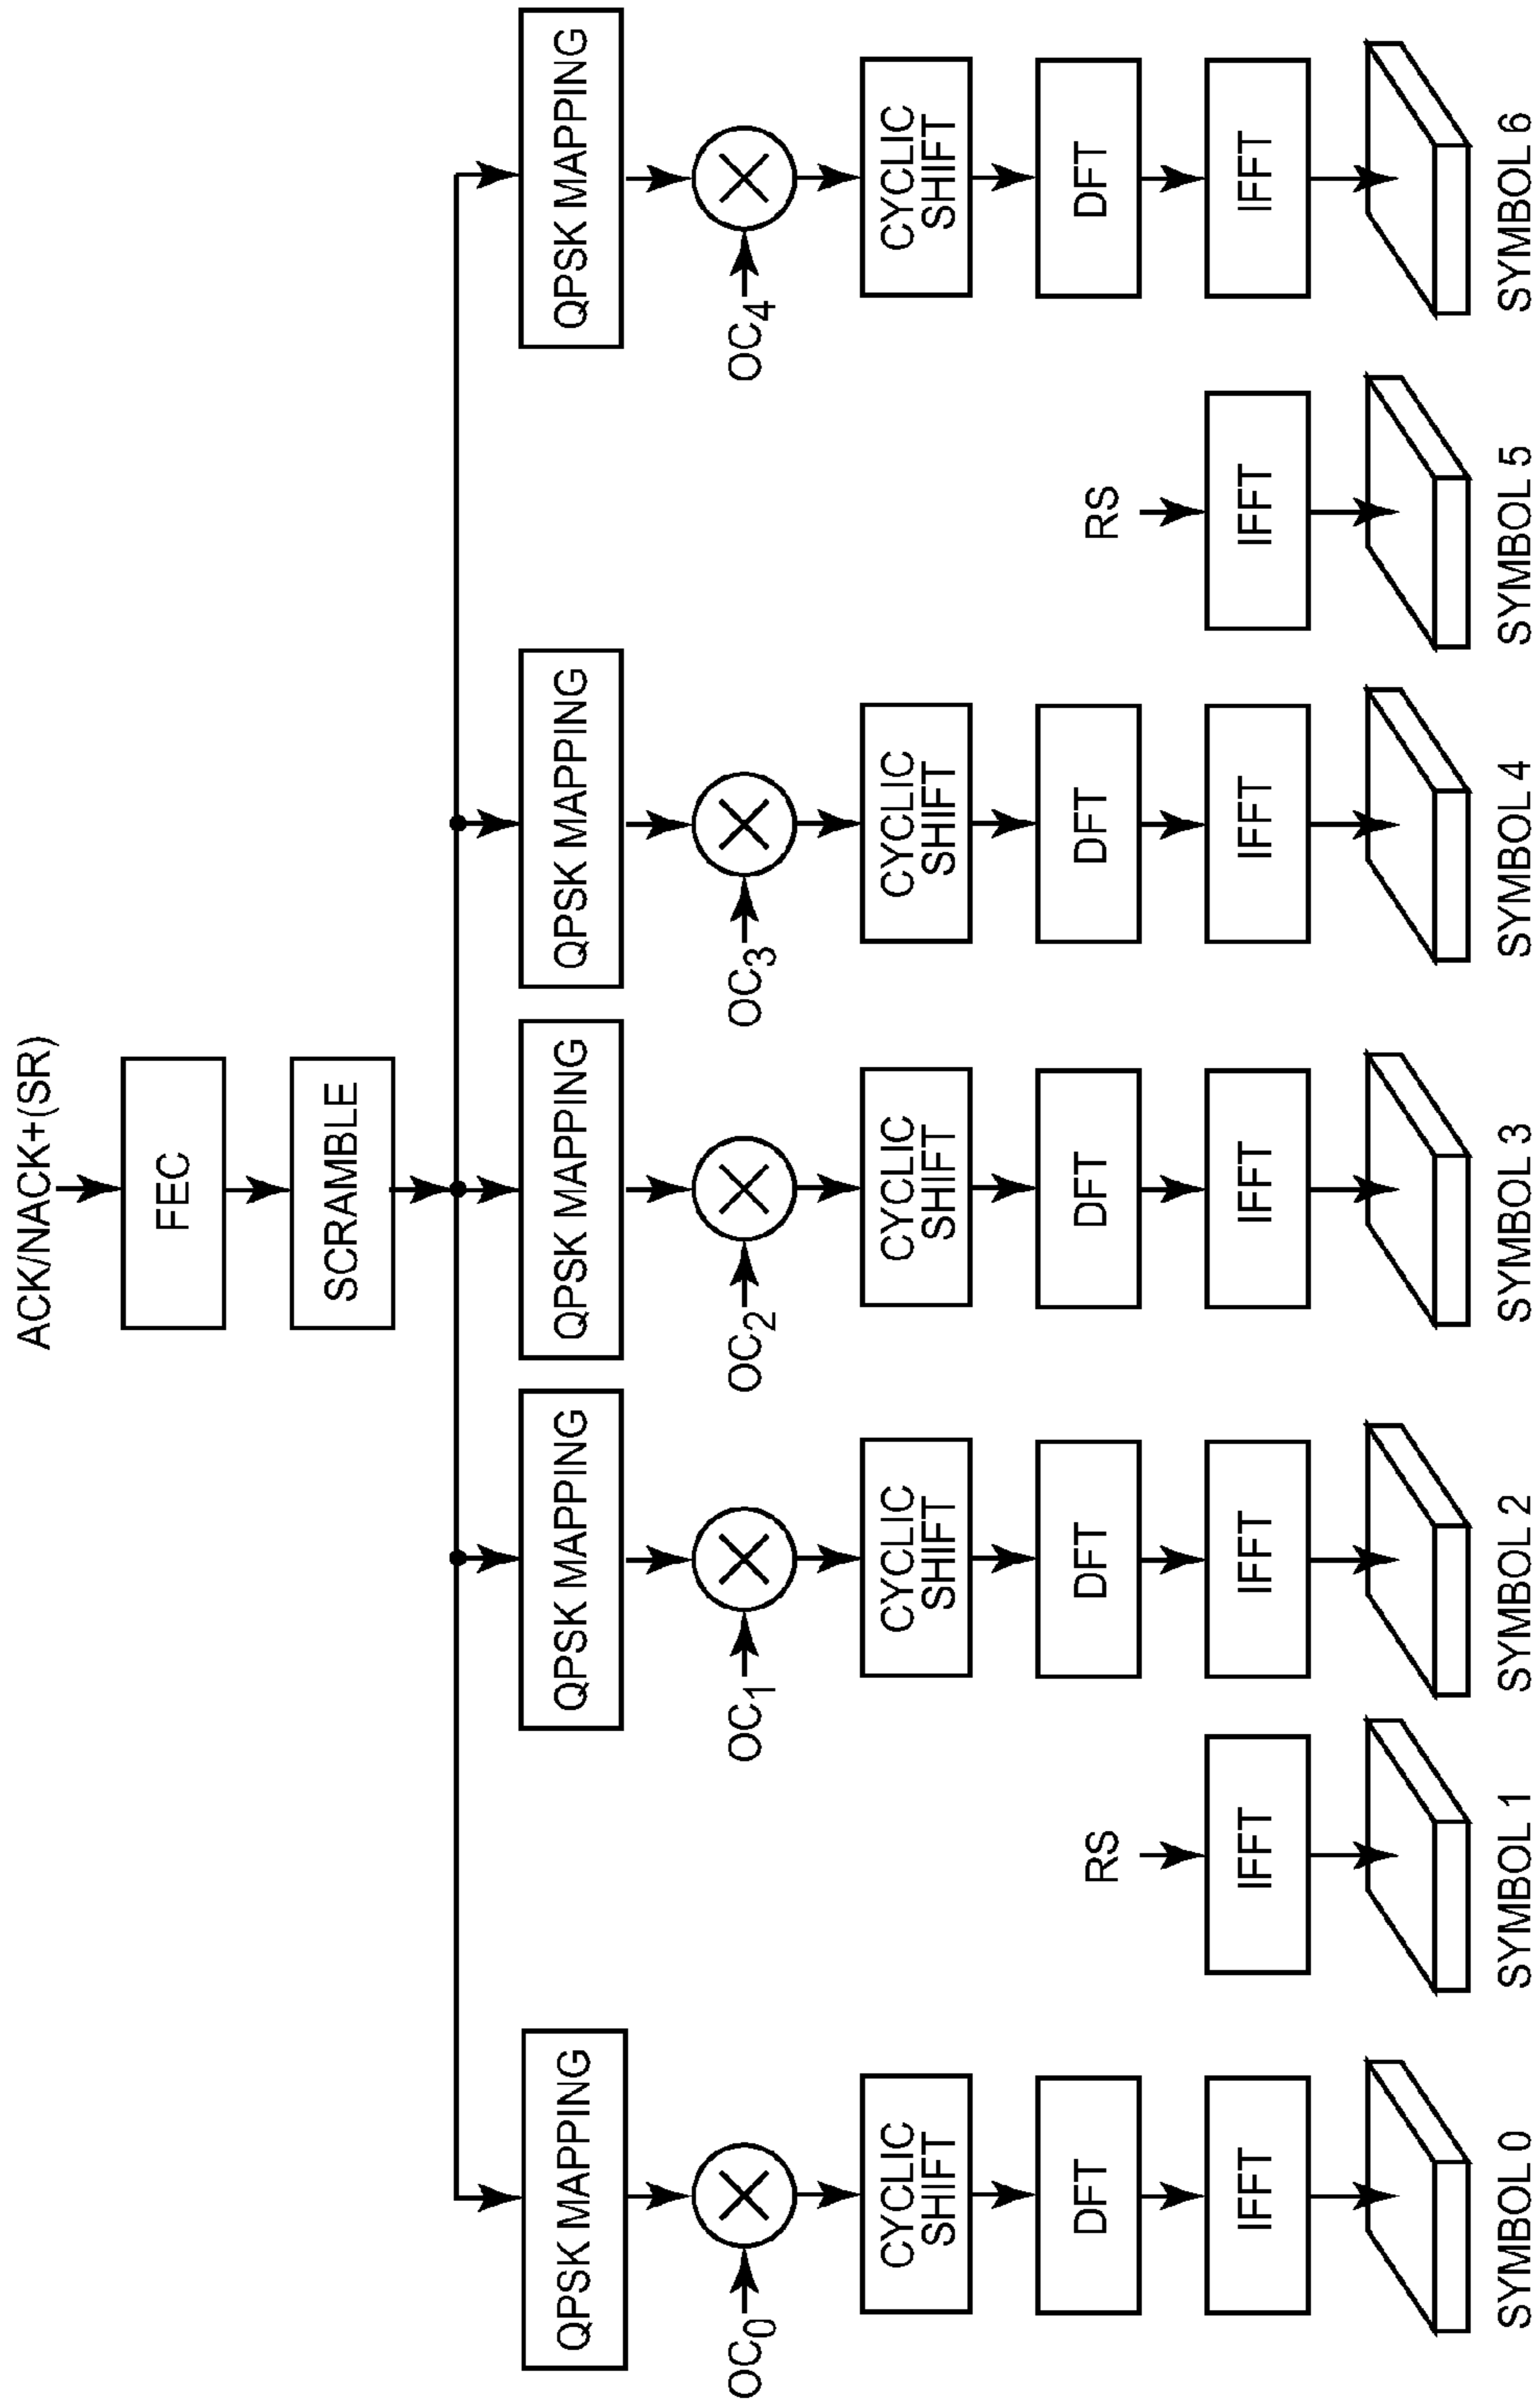 ACK/NACK+(SR)
FEC
SCRAMBLE
QPSK MAPPING
QPSK MAPPING
QPSK MAPPING
QPSK MAPPING
QPSK MAPPING
OC0
OC1
OC2
OC3
OC4
CYCLIC
SHIFT
CYCLIC
SHIFT
CYCLIC
SHIFT
CYCLIC
SHIFT
CYCLIC
SHIFT
DFT
RS
DFT
DFT
DFT
RS
DFT
IFFT
IFFT
IFFT
IFFT
IFFT
IFFT
IFFT
SYMBOL 0
SYMBOL 1
SYMBOL 2
SYMBOL 3
SYMBOL 4
SYMBOL 5
SYMBOL 6